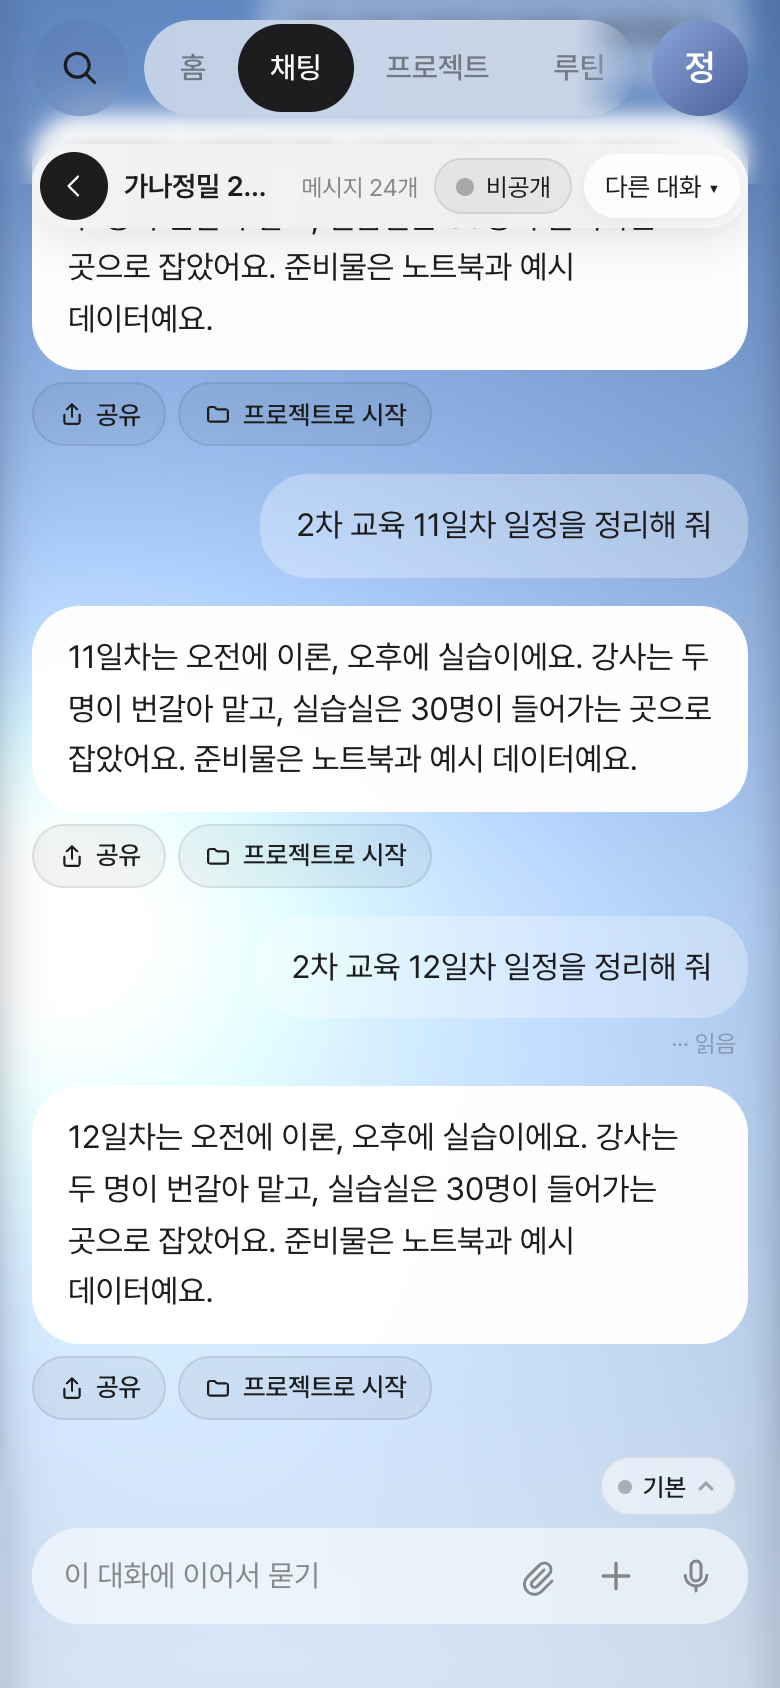 홈 채팅 프로젝트 루틴 정
가나정밀 2... 메시지 24개 비공개 다른 대화 ▾
곳으로 잡았어요. 준비물은 노트북과 예시
데이터예요.
공유 프로젝트로 시작
2차 교육 11일차 일정을 정리해 줘
11일차는 오전에 이론, 오후에 실습이에요. 강사는 두
명이 번갈아 맡고, 실습실은 30명이 들어가는 곳으로
잡았어요. 준비물은 노트북과 예시 데이터예요.
공유 프로젝트로 시작
2차 교육 12일차 일정을 정리해 줘
··· 읽음
12일차는 오전에 이론, 오후에 실습이에요. 강사는
두 명이 번갈아 맡고, 실습실은 30명이 들어가는
곳으로 잡았어요. 준비물은 노트북과 예시
데이터예요.
공유 프로젝트로 시작
기본
이 대화에 이어서 묻기